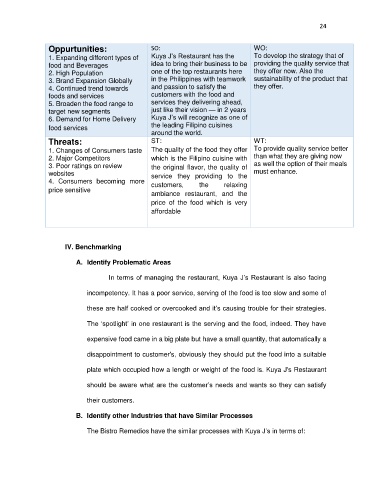 24
Opportunities:
1. Expanding different types of
food and Beverages
2. High Population
3. Brand Expansion Globally
4. Continued trend towards
foods and services
5. Broaden the food range to
target new segments
6. Demand for Home Delivery
food services
SO:
Kuya J's Restaurant has the
idea to bring their business to be
one of the top restaurants here
in the Philippines with teamwork
and passion to satisfy the
customers with the food and
services they delivering ahead,
just like their vision — in 2 years
Kuya J's will recognize as one of
the leading Filipino cuisines
around the world.
WO:
To develop the strategy that of
providing the quality service that
they offer now. Also the
sustainability of the product that
they offer.
Threats:
1. Changes of Consumers taste
2. Major Competitors
3. Poor ratings on review
websites
4. Consumers becoming more
price sensitive
ST:
The quality of the food they offer
which is the Filipino cuisine with
the original flavor, the quality of
service they providing to the
customers, the relaxing
ambiance restaurant, and the
price of the food which is very
affordable
WT:
To provide quality service better
than what they are giving now
as well the option of their meals
must enhance.
IV. Benchmarking
A. Identify Problematic Areas
In terms of managing the restaurant, Kuya J's Restaurant is also facing
incompetency. It has a poor service, serving of the food is too slow and some of
these are half cooked or overcooked and it's causing trouble for their strategies.
The 'spotlight' in one restaurant is the serving and the food, indeed. They have
expensive food came in a big plate but have a small quantity, that automatically a
disappointment to customer's, obviously they should put the food into a suitable
plate which occupied how a length or weight of the food is. Kuya J's Restaurant
should be aware what are the customer's needs and wants so they can satisfy
their customers.
B. Identify other Industries that have Similar Processes
The Bistro Remedios have the similar processes with Kuya J's in terms of: